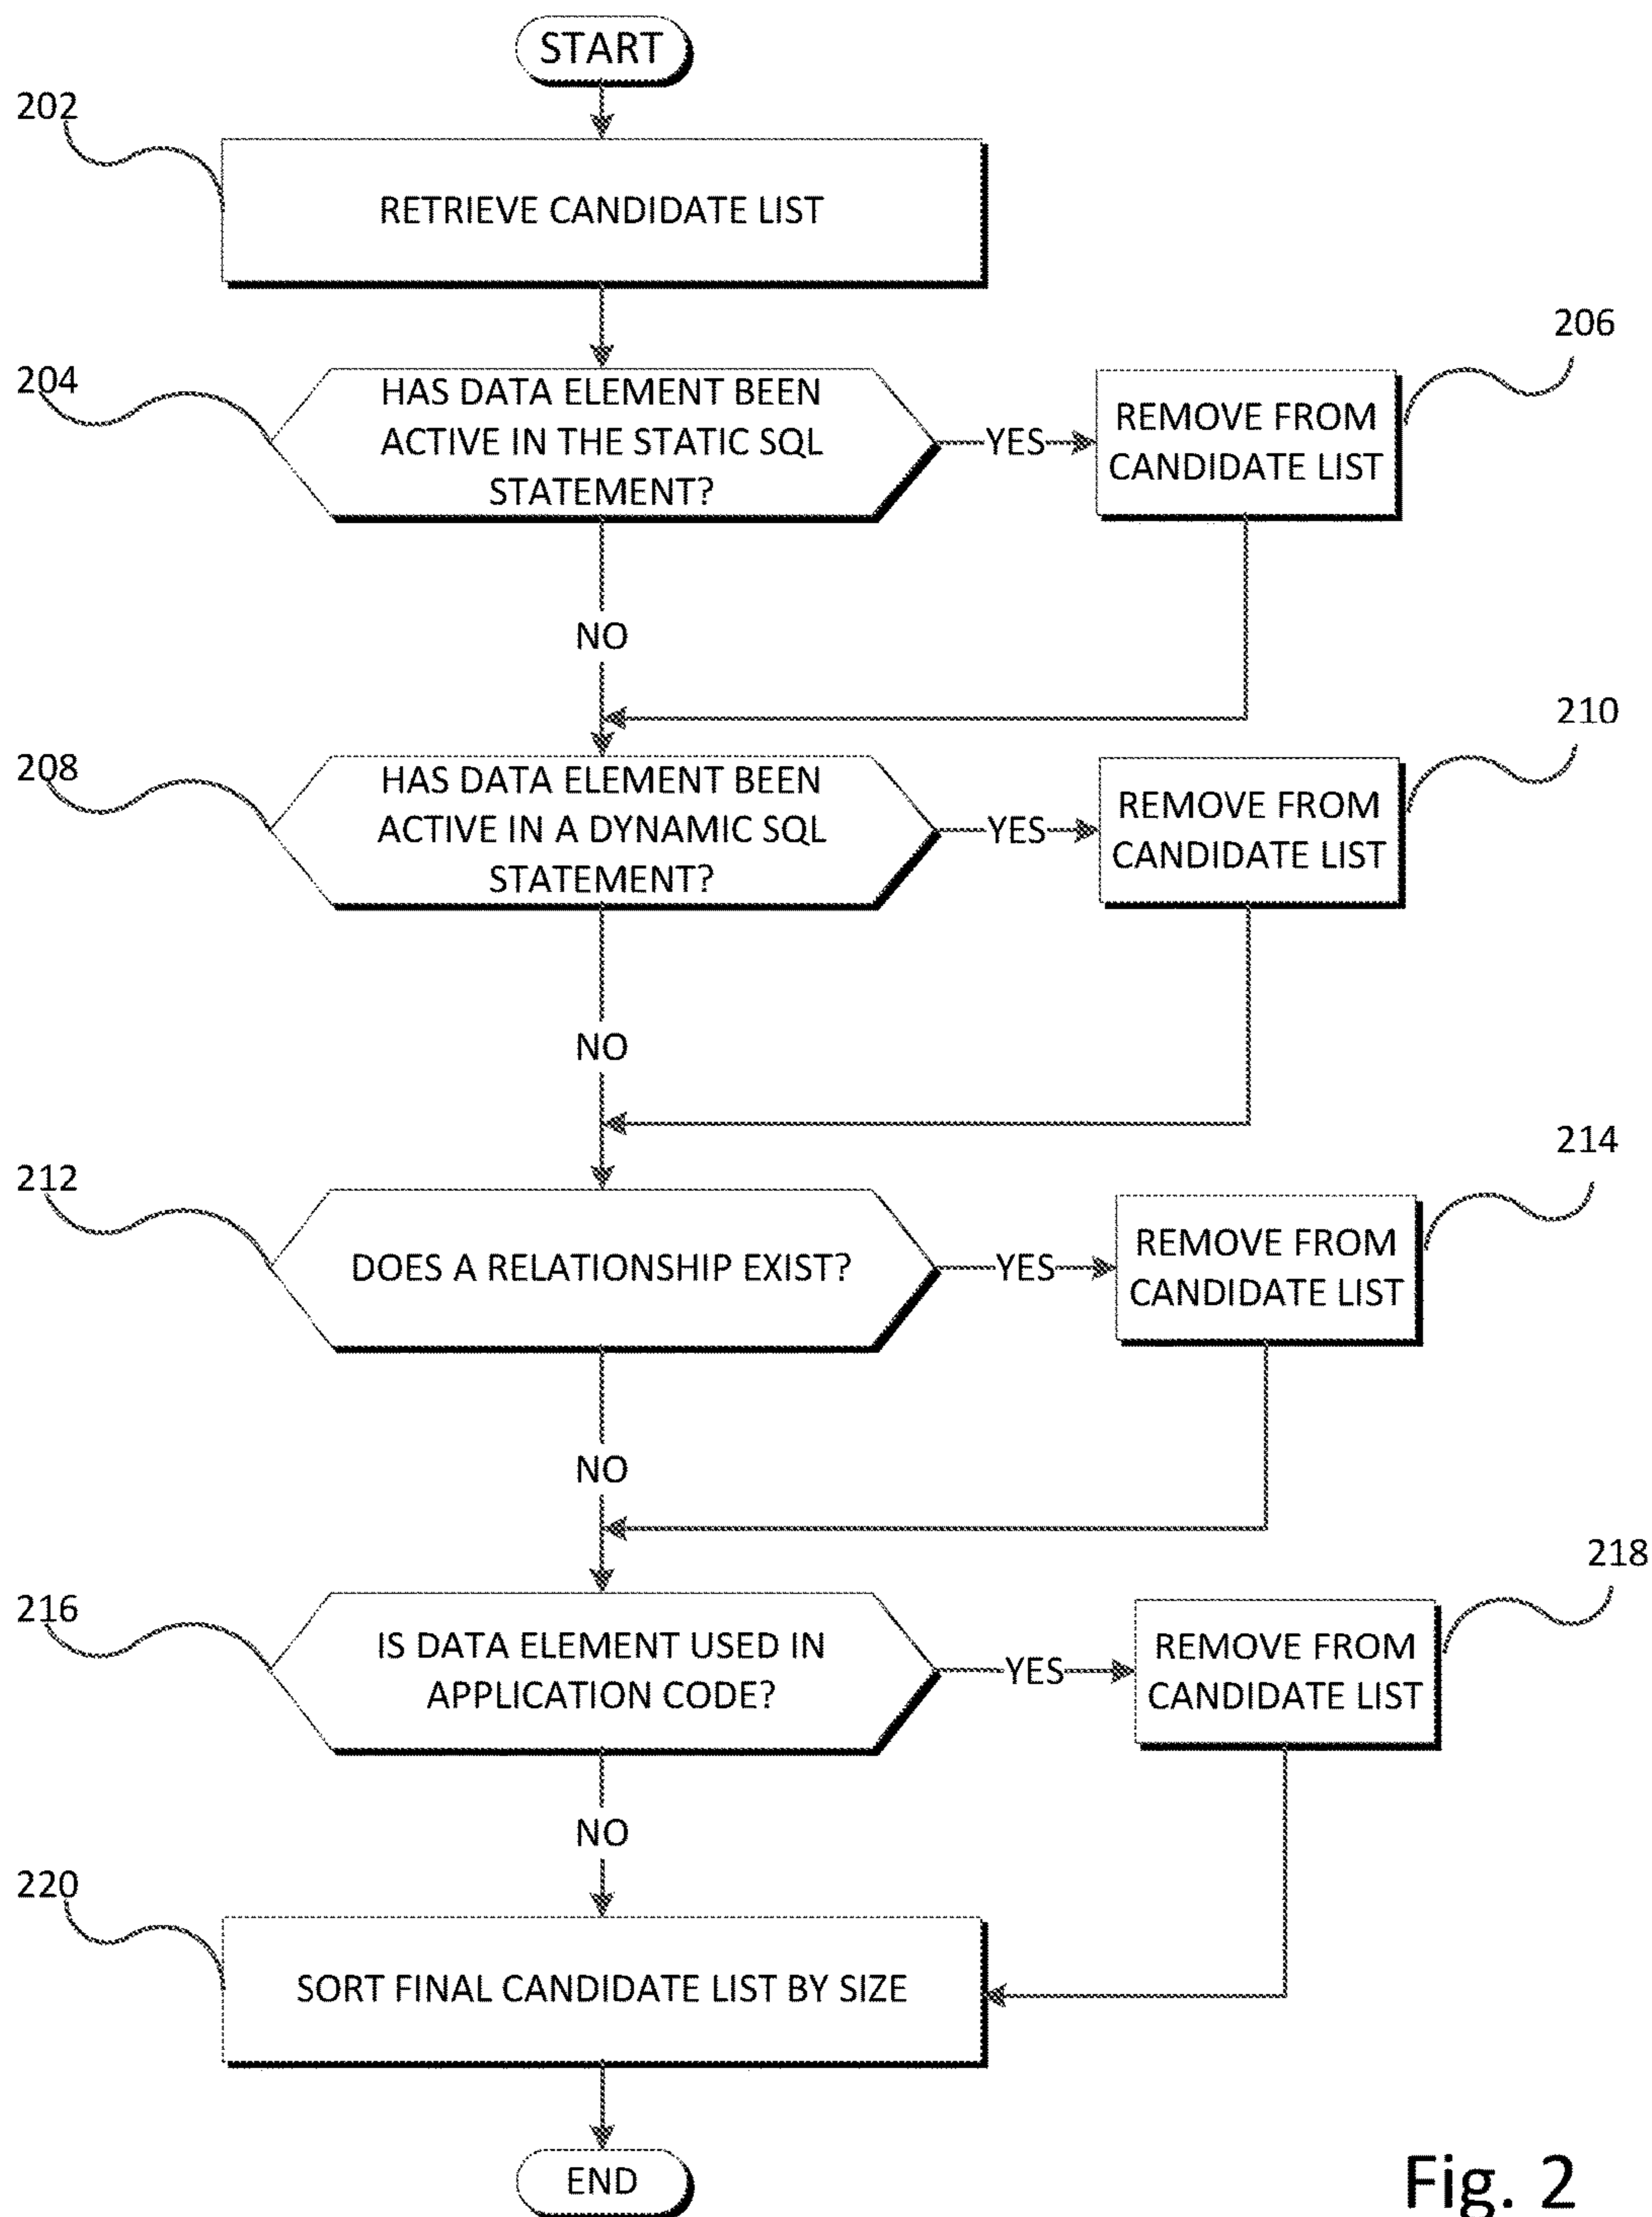 START
202
RETRIEVE CANDIDATE LIST
206
204
HAS DATA ELEMENT BEEN
ACTIVE IN THE STATIC SQL
STATEMENT?
YES
REMOVE FROM
CANDIDATE LIST
NO
210
208
HAS DATA ELEMENT BEEN
ACTIVE IN A DYNAMIC SQL
STATEMENT?
YES
REMOVE FROM
CANDIDATE LIST
NO
214
212
DOES A RELATIONSHIP EXIST?
YES
REMOVE FROM
CANDIDATE LIST
NO
218
216
IS DATA ELEMENT USED IN
APPLICATION CODE?
YES
REMOVE FROM
CANDIDATE LIST
NO
220
SORT FINAL CANDIDATE LIST BY SIZE
END
Fig. 2